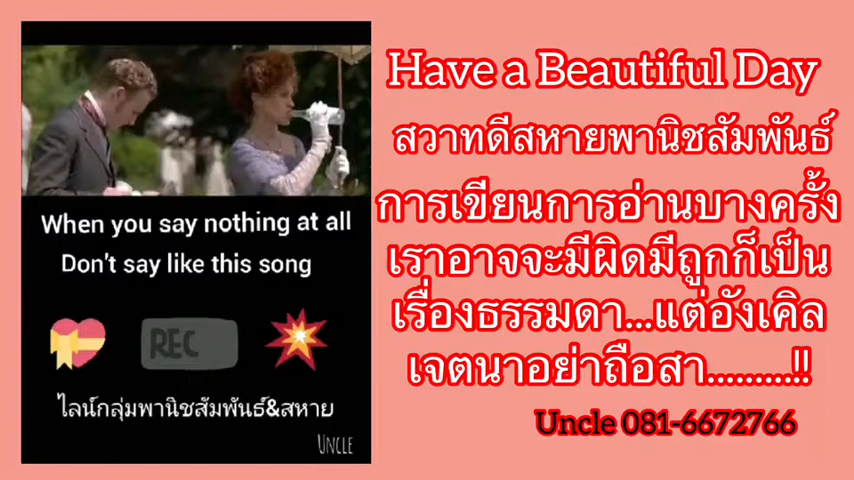 Have a Beautiful Day
สวาทดีสหายพานิชสัมพันธ์
การเขียนการอ่านบางครั้ง
เราอาจจะมีผิดมีถูกก็เป็น
เรื่องธรรมดา...แต่อังเคิล
เจตนาอย่าถือสา..........!!
Uncle 081-6672766
When you say nothing at all
Don't say like this song
REC
ไลน์กลุ่มพานิชสัมพันธ์&สหาย
UNCLE